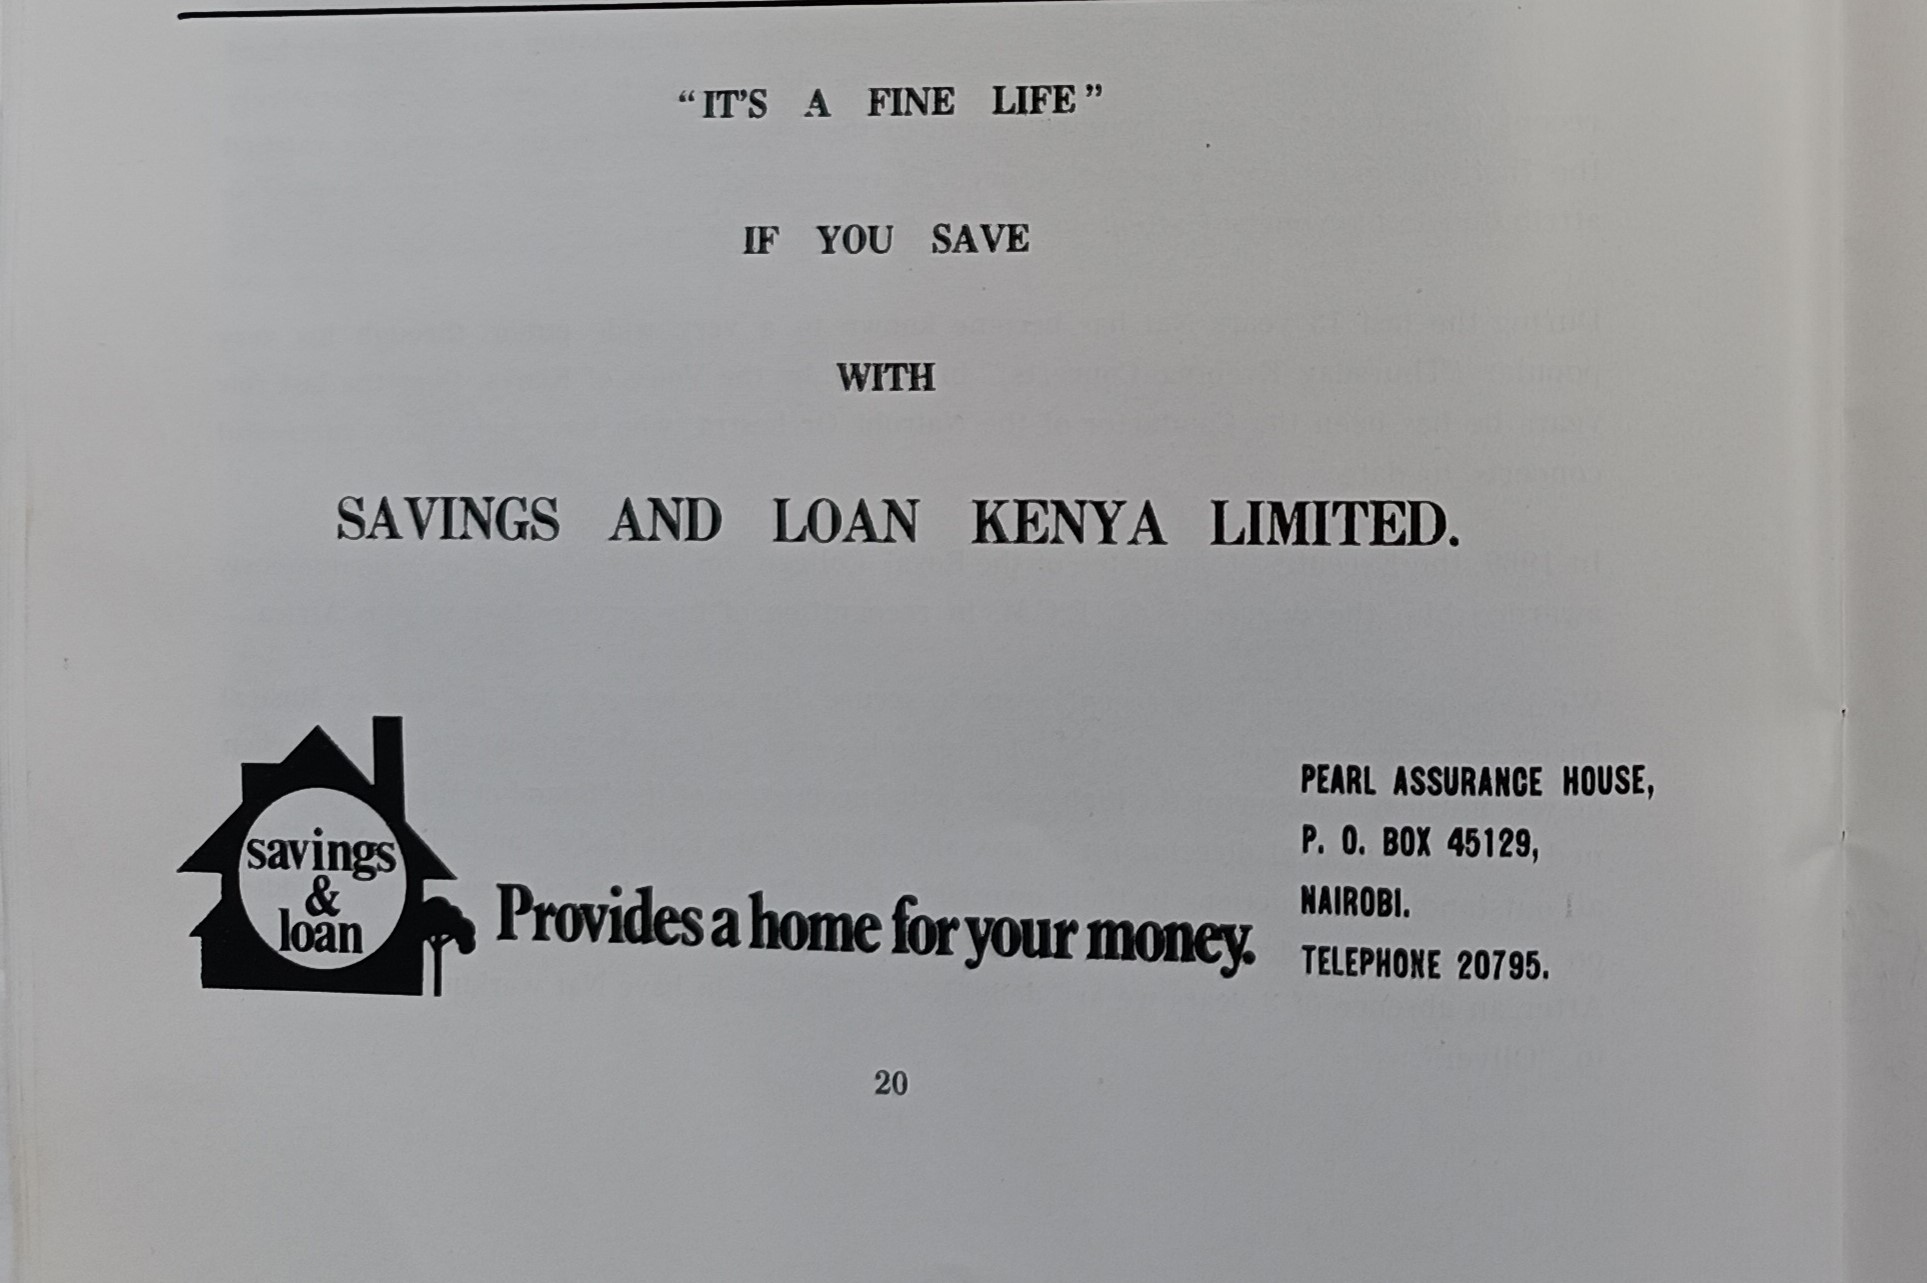 “IT'S A FINE LIFE”
IF YOU SAVE
WITH
SAVINGS AND LOAN KENYA LIMITED.
savings
&
loan
Provides a home for your money.
PEARL ASSURANCE HOUSE,
P. O. BOX 45129,
NAIROBI.
TELEPHONE 20795.
20